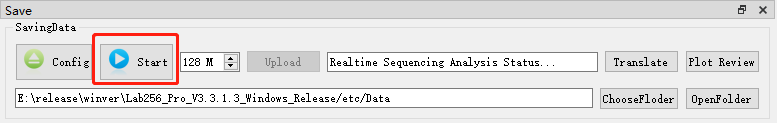 Save
SavingData
Config Start 128 M Upload Realtime Sequencing Analysis Status... Translate Plot Review
E:\release\winver\Lab256_Pro_V3.3.1.3_Windows_Release/etc/Data ChooseFloder OpenFolder